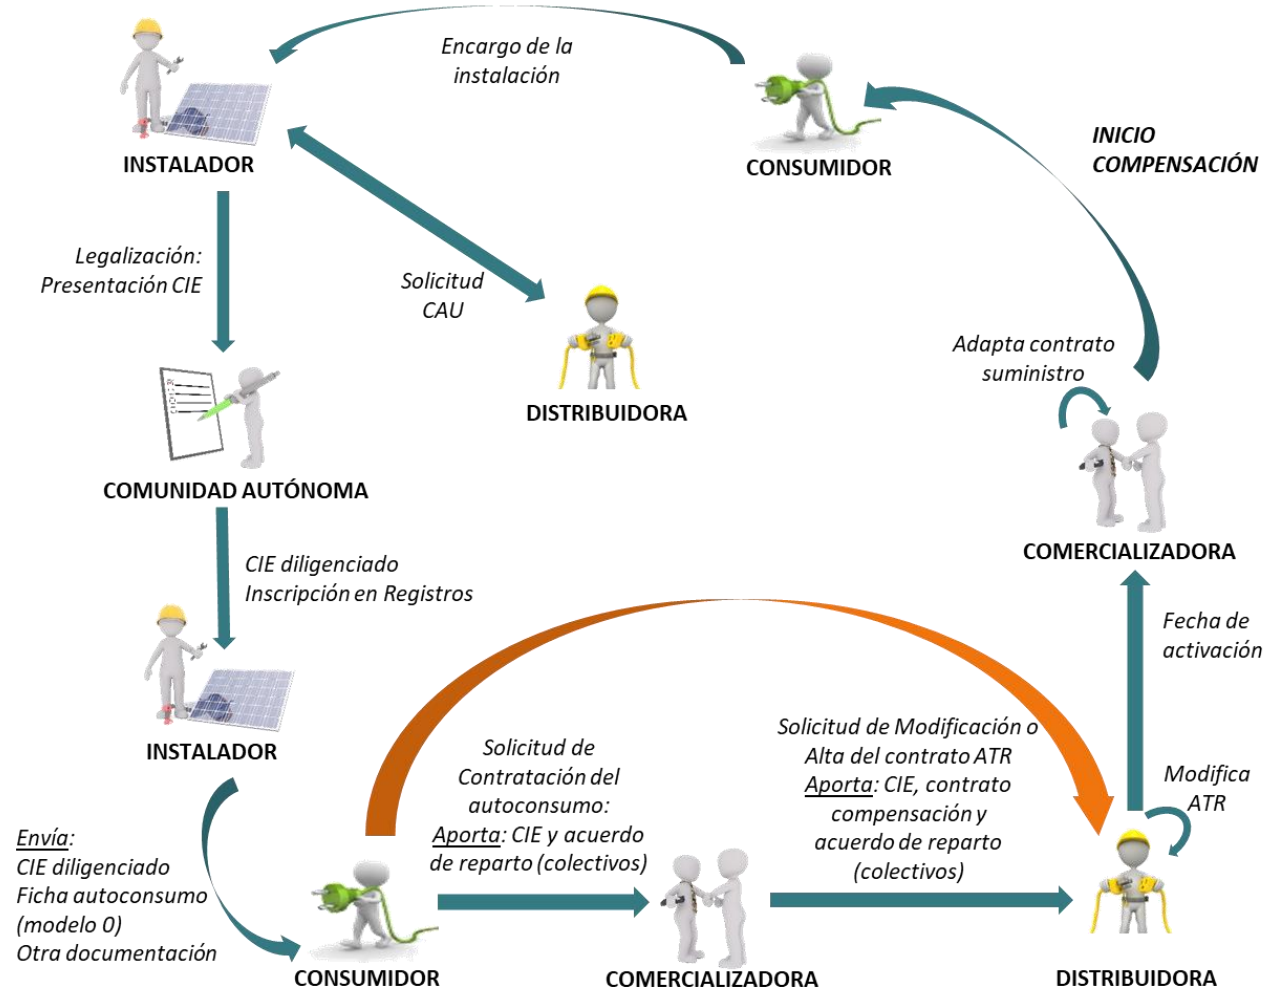 Encargo de la
instalación
INSTALADOR
CONSUMIDOR
INICIO
COMPENSACIÓN
Legalización:
Presentación CIE
Solicitud
CAU
DISTRIBUIDORA
Adapta contrato
suministro
COMUNIDAD AUTÓNOMA
COMERCIALIZADORA
CIE diligenciado
Inscripción en Registros
Fecha de
activación
INSTALADOR
Solicitud de
Contratación del
autoconsumo:
Aporta: CIE y acuerdo
de reparto (colectivos)
Solicitud de Modificación o
Alta del contrato ATR
Aporta: CIE, contrato
compensación y
acuerdo de reparto
(colectivos)
Modifica
ATR
Envía:
CIE diligenciado
Ficha autoconsumo
(modelo 0)
Otra documentación
CONSUMIDOR
COMERCIALIZADORA
DISTRIBUIDORA